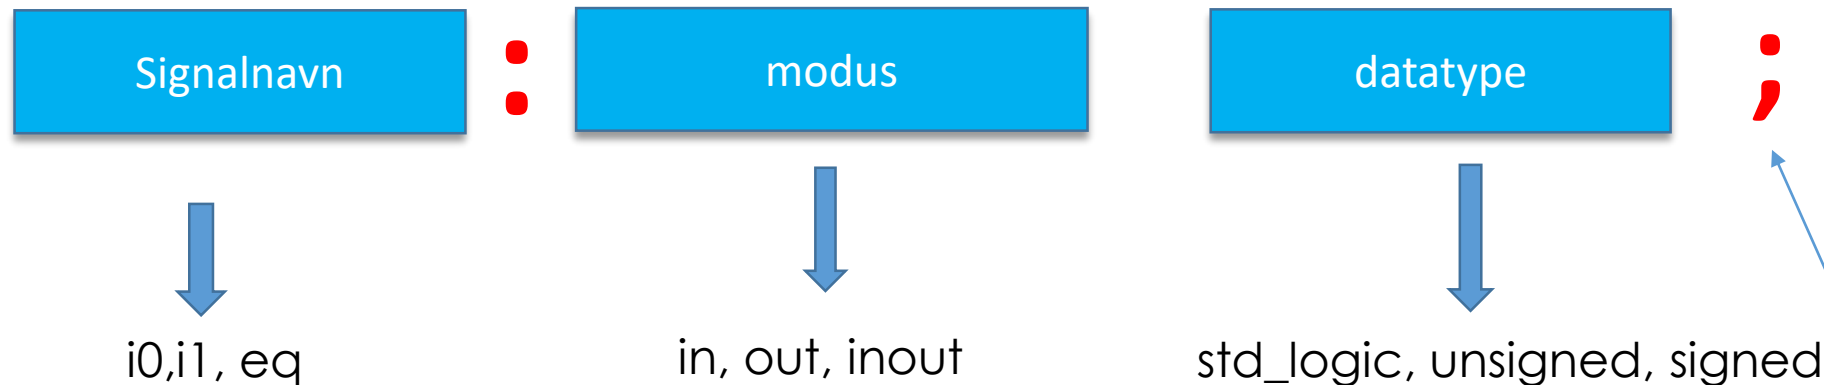 Signalnavn : modus datatype ;
i0,i1, eq in, out, inout std_logic, unsigned, signed